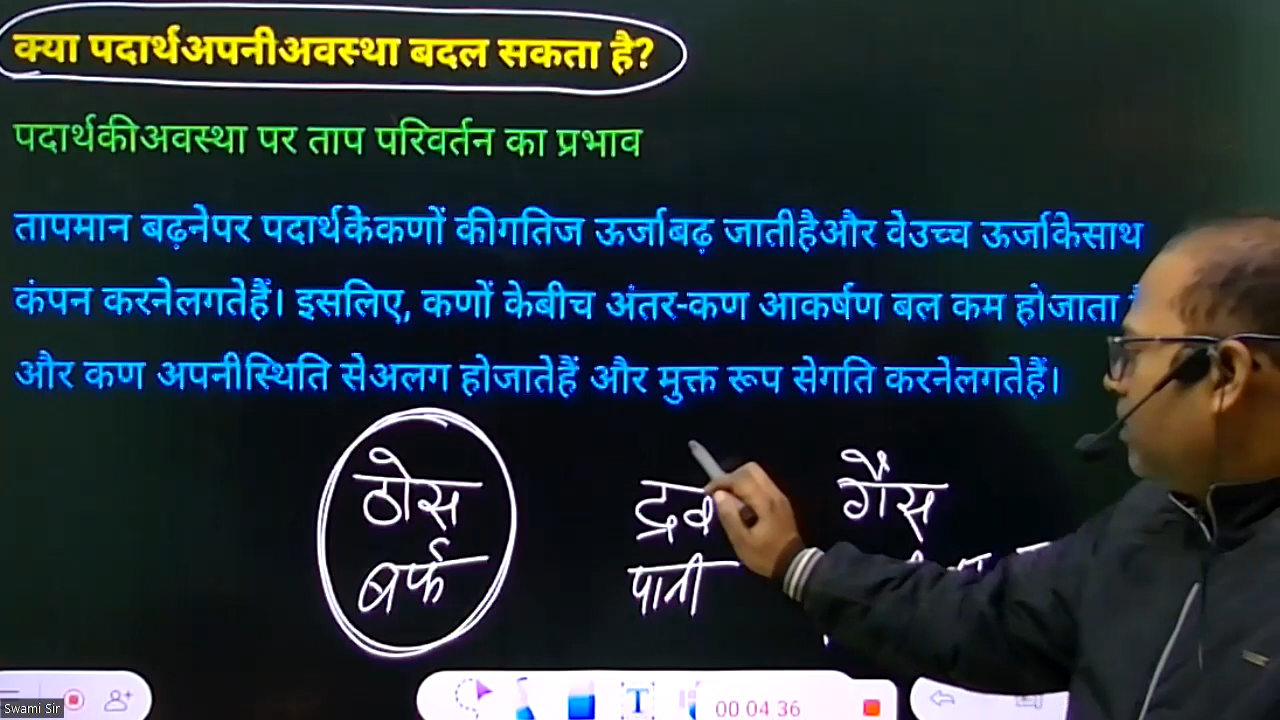 क्या पदार्थअपनीअवस्था बदल सकता है?
पदार्थकीअवस्था पर ताप परिवर्तन का प्रभाव
तापमान बढ़नेपर पदार्थकेकणों कीगतिज ऊर्जाबढ़ जातीहैऔर वेउच्च ऊर्जाकेसाथ
कंपन करनेलगतेहैं। इसलिए, कणों केबीच अंतर-कण आकर्षण बल कम होजाता
और कण अपनीस्थिति सेअलग होजातेहैं और मुक्त रूप सेगति करनेलगतेहैं।
ठोस द्रव गैस
बर्फ पानी
Swami Sir
T
00 04 36